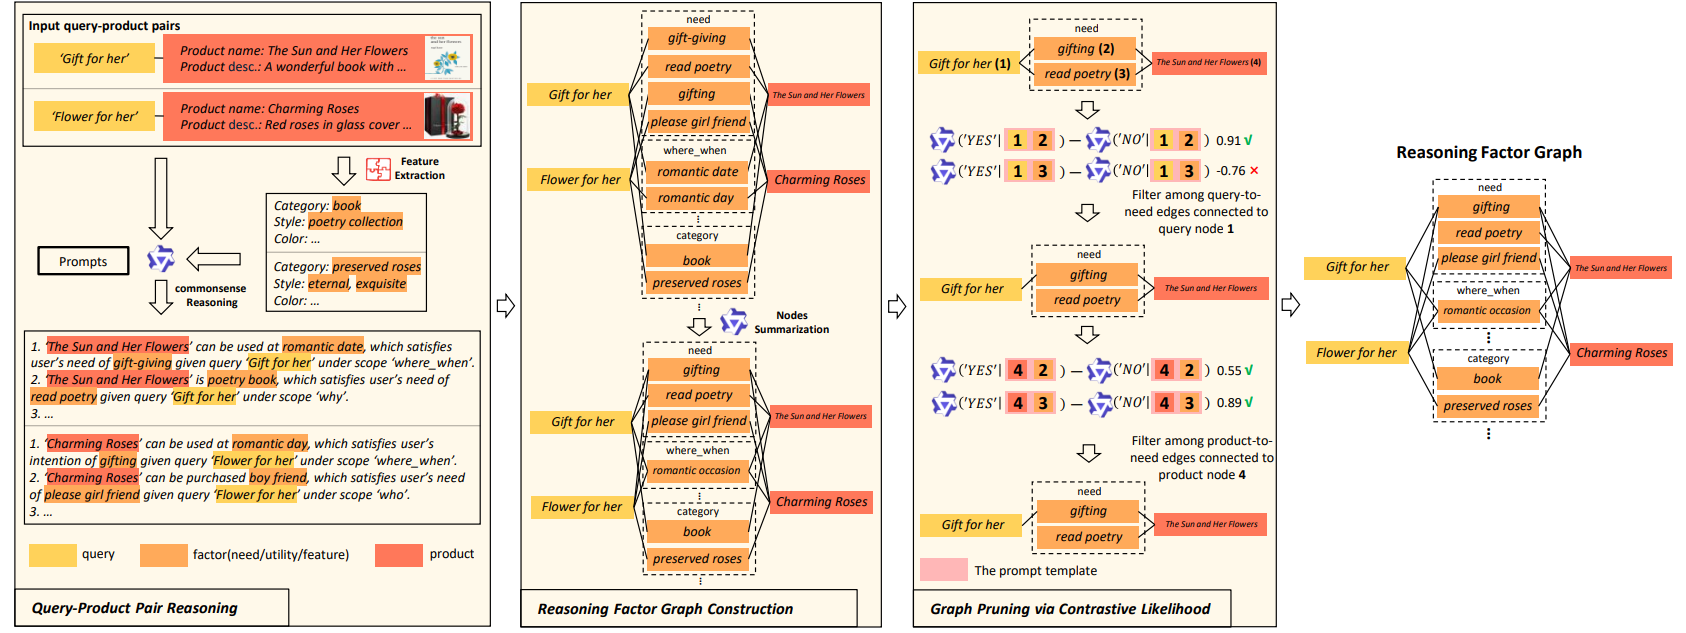 Input query-product pairs
‘Gift for her’
Product name: The Sun and Her Flowers
Product desc.: A wonderful book with ...
‘Flower for her’
Product name: Charming Roses
Product desc.: Red roses in glass cover ...
Feature
Extraction
Category: book
Style: poetry collection
Color: ...
Category: preserved roses
Style: eternal, exquisite
Color: ...
Prompts
commonsense
Reasoning
1. ‘The Sun and Her Flowers’ can be used at romantic date, which satisfies
user’s need of gift-giving given query ‘Gift for her’ under scope ‘where_when’.
2. ‘The Sun and Her Flowers’ is poetry book, which satisfies user’s need of
read poetry given query ‘Gift for her’ under scope ‘why’.
3. ...
1. ‘Charming Roses’ can be used at romantic day, which satisfies user’s
intention of gifting given query ‘Flower for her’ under scope ‘where_when’.
2. ‘Charming Roses’ can be purchased boy friend, which satisfies user’s need
of please girl friend given query ‘Flower for her’ under scope ‘who’.
3. ...
query
factor(need/utility/feature)
product
Query-Product Pair Reasoning
need
gift-giving
read poetry
gifting
please girl friend
where_when
romantic date
romantic day
⋮
category
book
preserved roses
⋮
Gift for her
Flower for her
The Sun and Her Flowers
Charming Roses
Nodes
Summarization
need
gifting
read poetry
please girl friend
where_when
romantic occasion
⋮
category
book
preserved roses
⋮
Gift for her
Flower for her
The Sun and Her Flowers
Charming Roses
Reasoning Factor Graph Construction
need
Gift for her (1)
gifting (2)
read poetry (3)
The Sun and Her Flowers (4)
('YES'| 1 2 ) — ('NO'| 1 2 ) 0.91 √
('YES'| 1 3 ) — ('NO'| 1 3 ) -0.76 ×
Filter among query-to-
need edges connected to
query node 1
need
Gift for her
gifting
read poetry
The Sun and Her Flowers
('YES'| 4 2 ) — ('NO'| 4 2 ) 0.55 √
('YES'| 4 3 ) — ('NO'| 4 3 ) 0.89 √
Filter among product-to-
need edges connected to
product node 4
need
Gift for her
gifting
read poetry
The Sun and Her Flowers
The prompt template
Graph Pruning via Contrastive Likelihood
Reasoning Factor Graph
need
gifting
read poetry
please girl friend
where_when
romantic occasion
⋮
category
book
preserved roses
⋮
Gift for her
Flower for her
The Sun and Her Flowers
Charming Roses